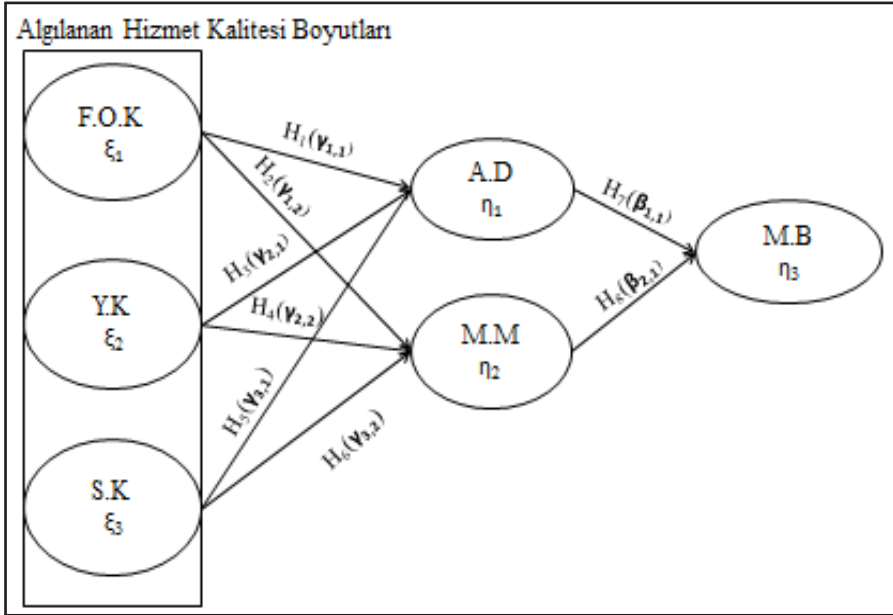 Algılanan Hizmet Kalitesi Boyutları
F.O.K
ξ₁
Y.K
ξ₂
S.K
ξ₃
H₁(γ₁,₁)
H₂(γ₁,₂)
H₃(γ₂,₁)
H₄(γ₂,₂)
H₅(γ₃,₁)
H₆(γ₃,₂)
A.D
η₁
M.M
η₂
H₇(β₁,₁)
H₈(β₂,₁)
M.B
η₃